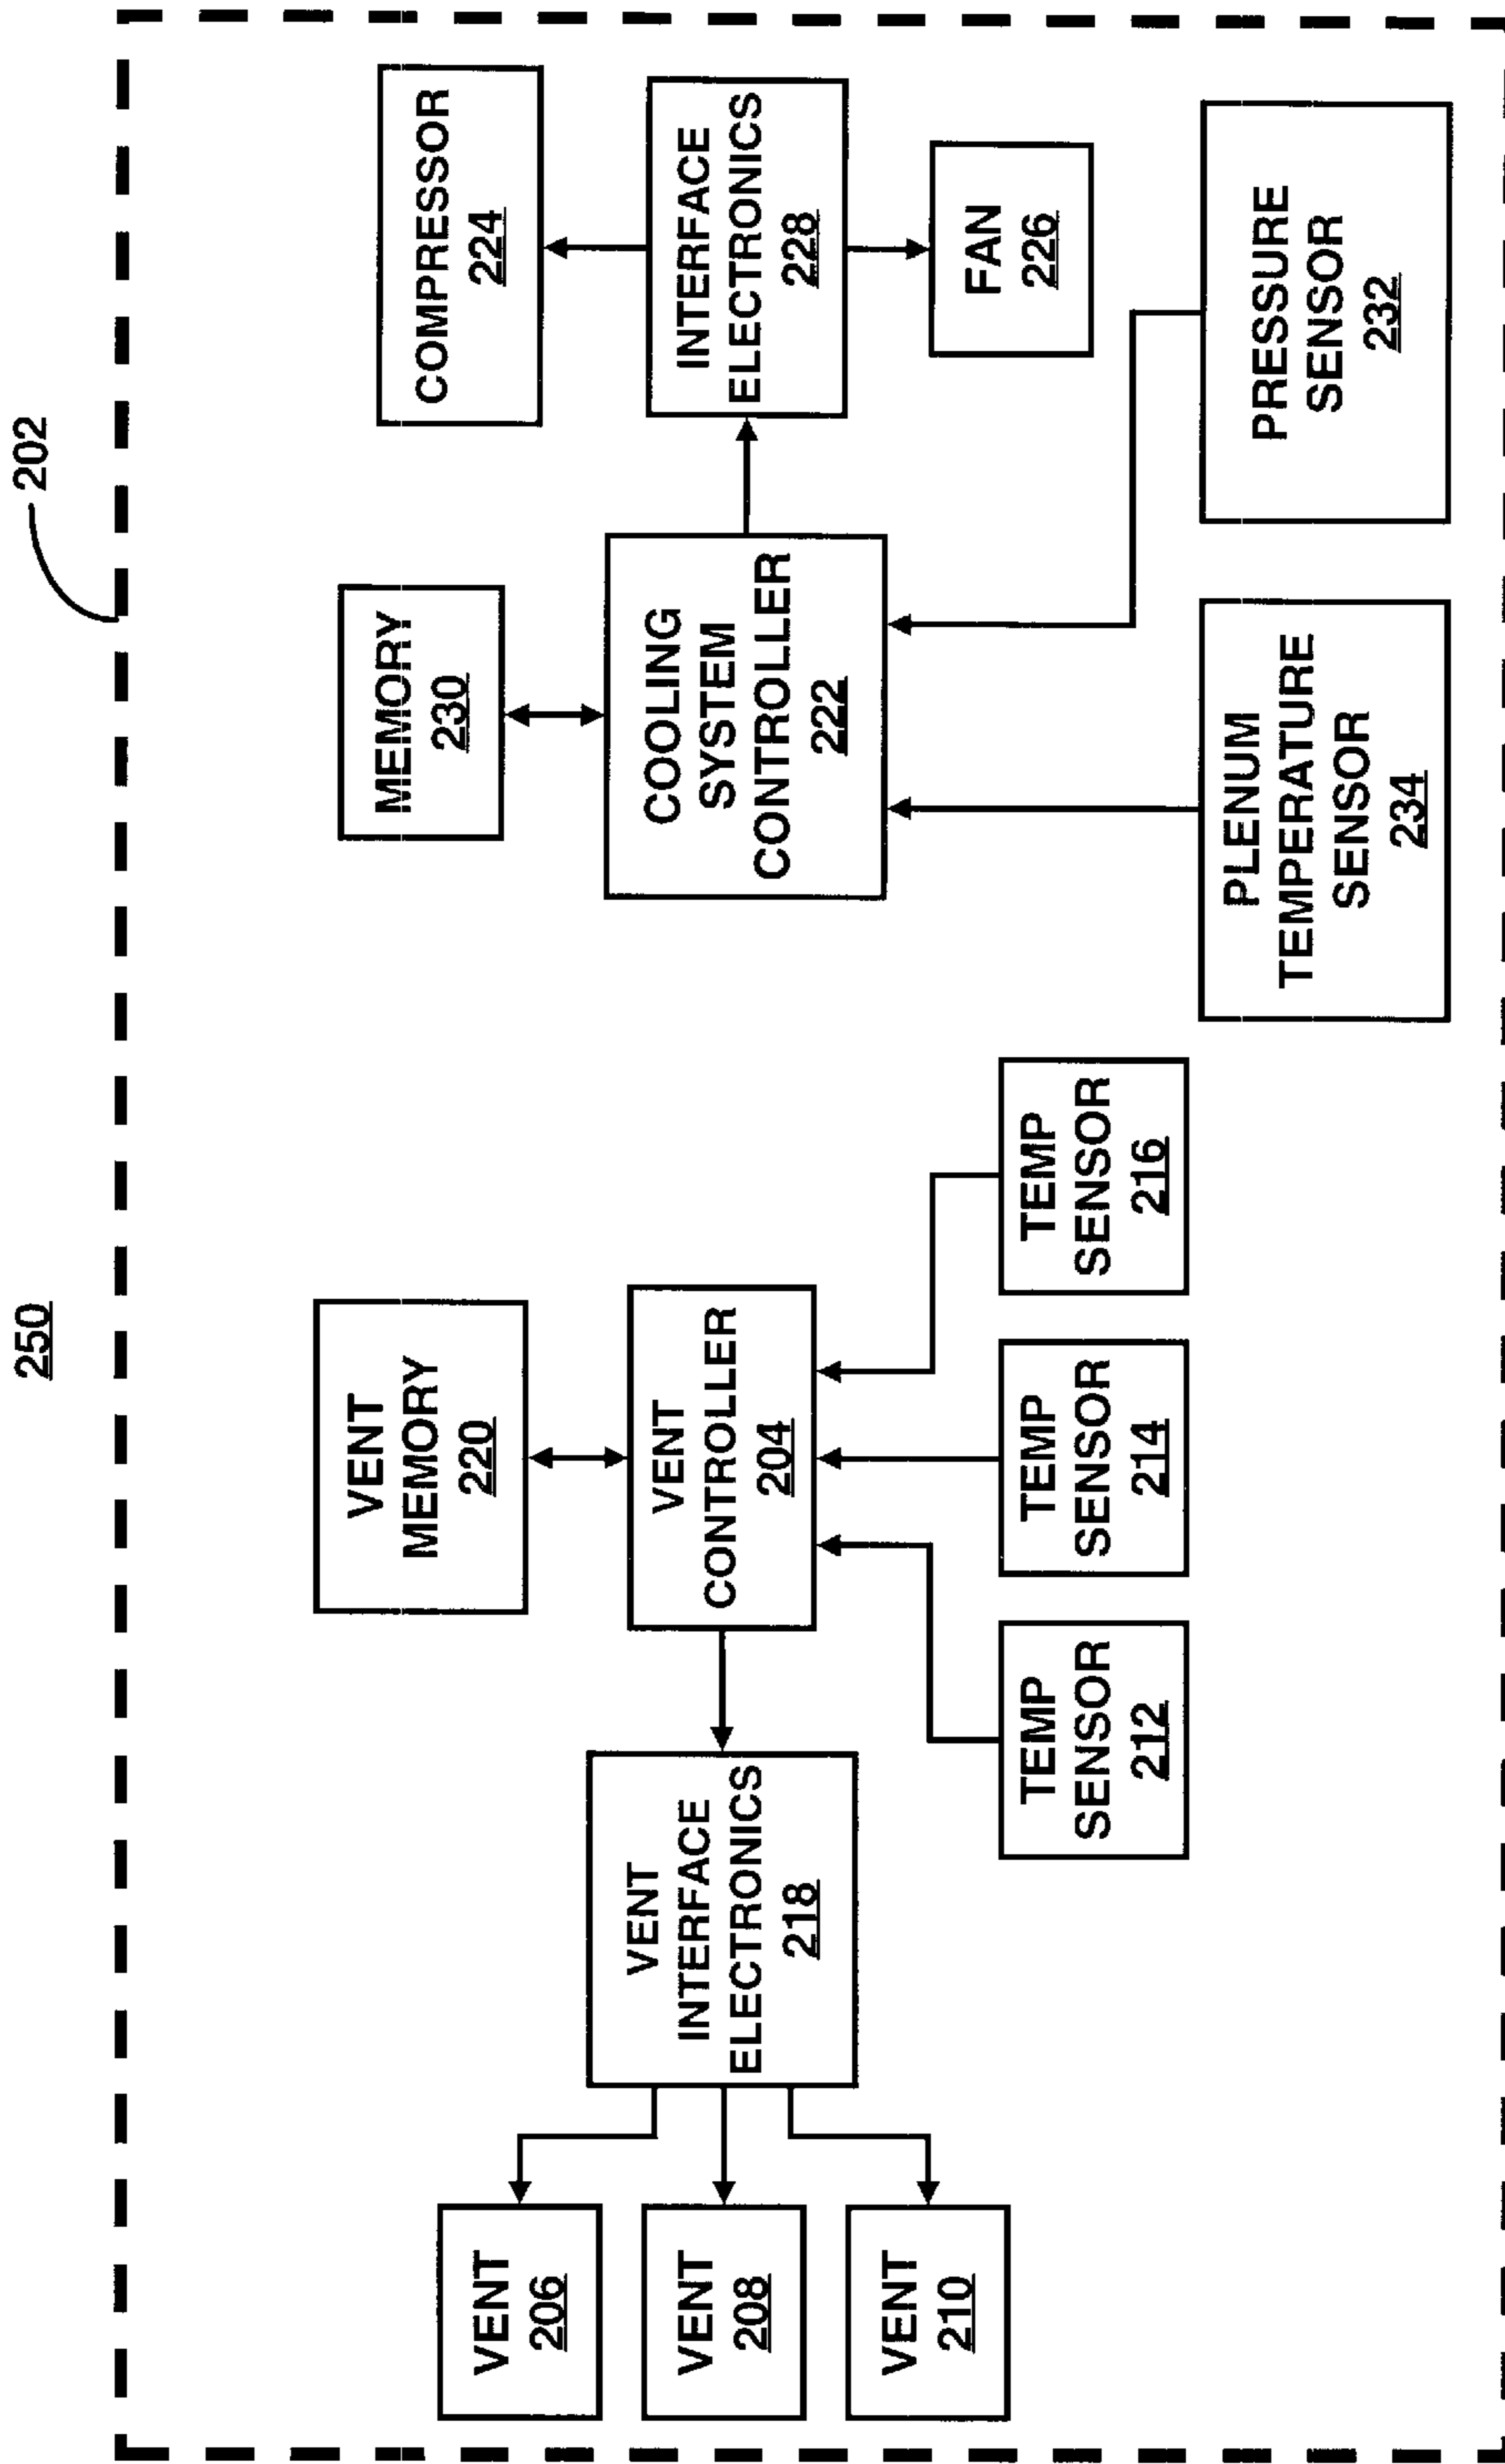 250
202
VENT
MEMORY
220
MEMORY
230
COMPRESSOR
224
VENT
206
VENT
208
VENT
210
VENT
INTERFACE
ELECTRONICS
218
VENT
CONTROLLER
204
COOLING
SYSTEM
CONTROLLER
222
INTERFACE
ELECTRONICS
228
FAN
226
TEMP
SENSOR
212
TEMP
SENSOR
214
TEMP
SENSOR
216
PLENUM
TEMPERATURE
SENSOR
234
PRESSURE
SENSOR
232